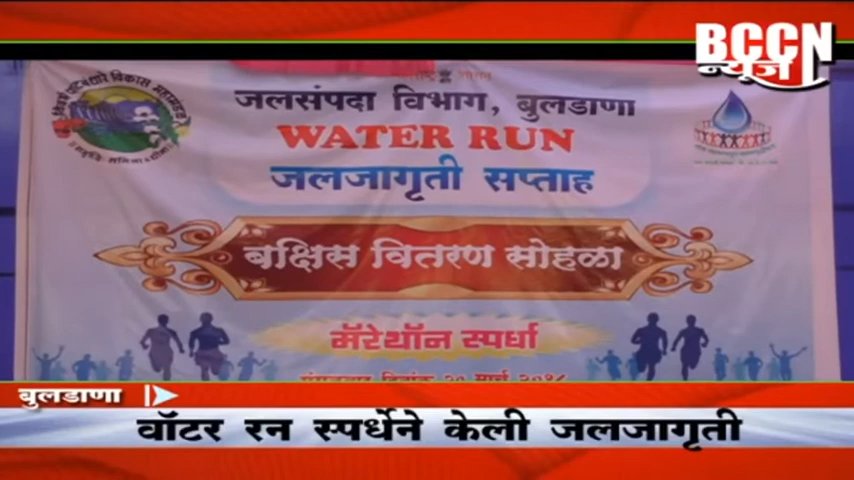 BCCN
न्यूज
जलसंपदा विभाग, बुलडाणा
WATER RUN
जलजागृती सप्ताह
बक्षिस वितरण सोहळा
मॅरेथॉन स्पर्धा
मार्च
बुलडाणा
वॉटर रन स्पर्धेने केली जलजागृती